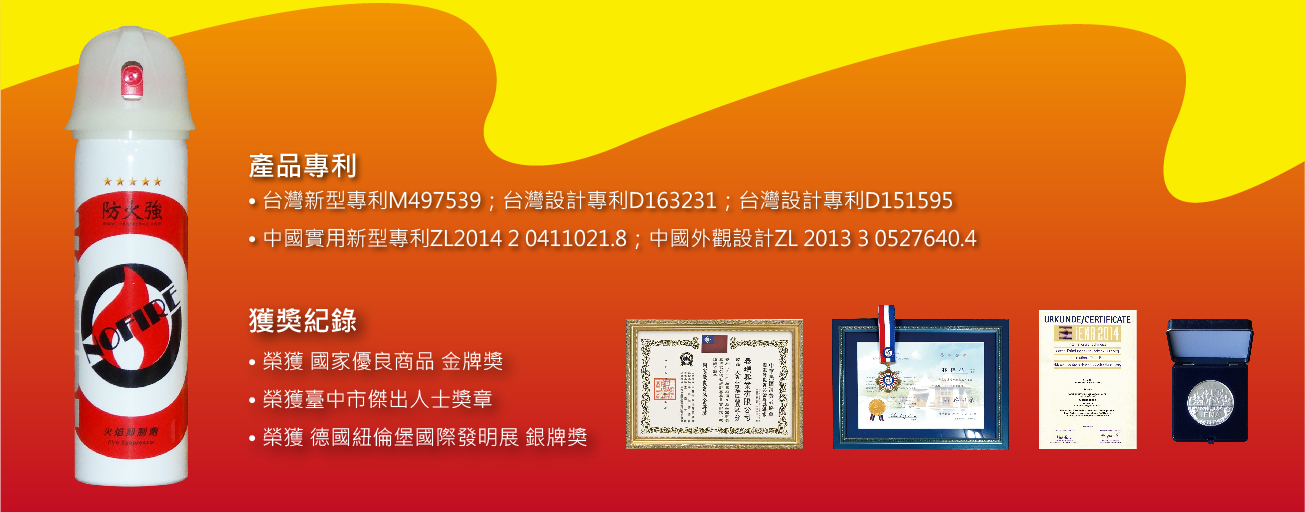 防火強
NOFIRE
火焰抑制劑
產品專利
• 台灣新型專利M497539；台灣設計專利D163231；台灣設計專利D151595
• 中國實用新型專利ZL2014 2 0411021.8；中國外觀設計ZL 2013 3 0527640.4
獲獎紀錄
• 榮獲 國家優良商品 金牌獎
• 榮獲臺中市傑出人士獎章
• 榮獲 德國紐倫堡國際發明展 銀牌獎
URKUNDE/CERTIFICATE
IENA 2014